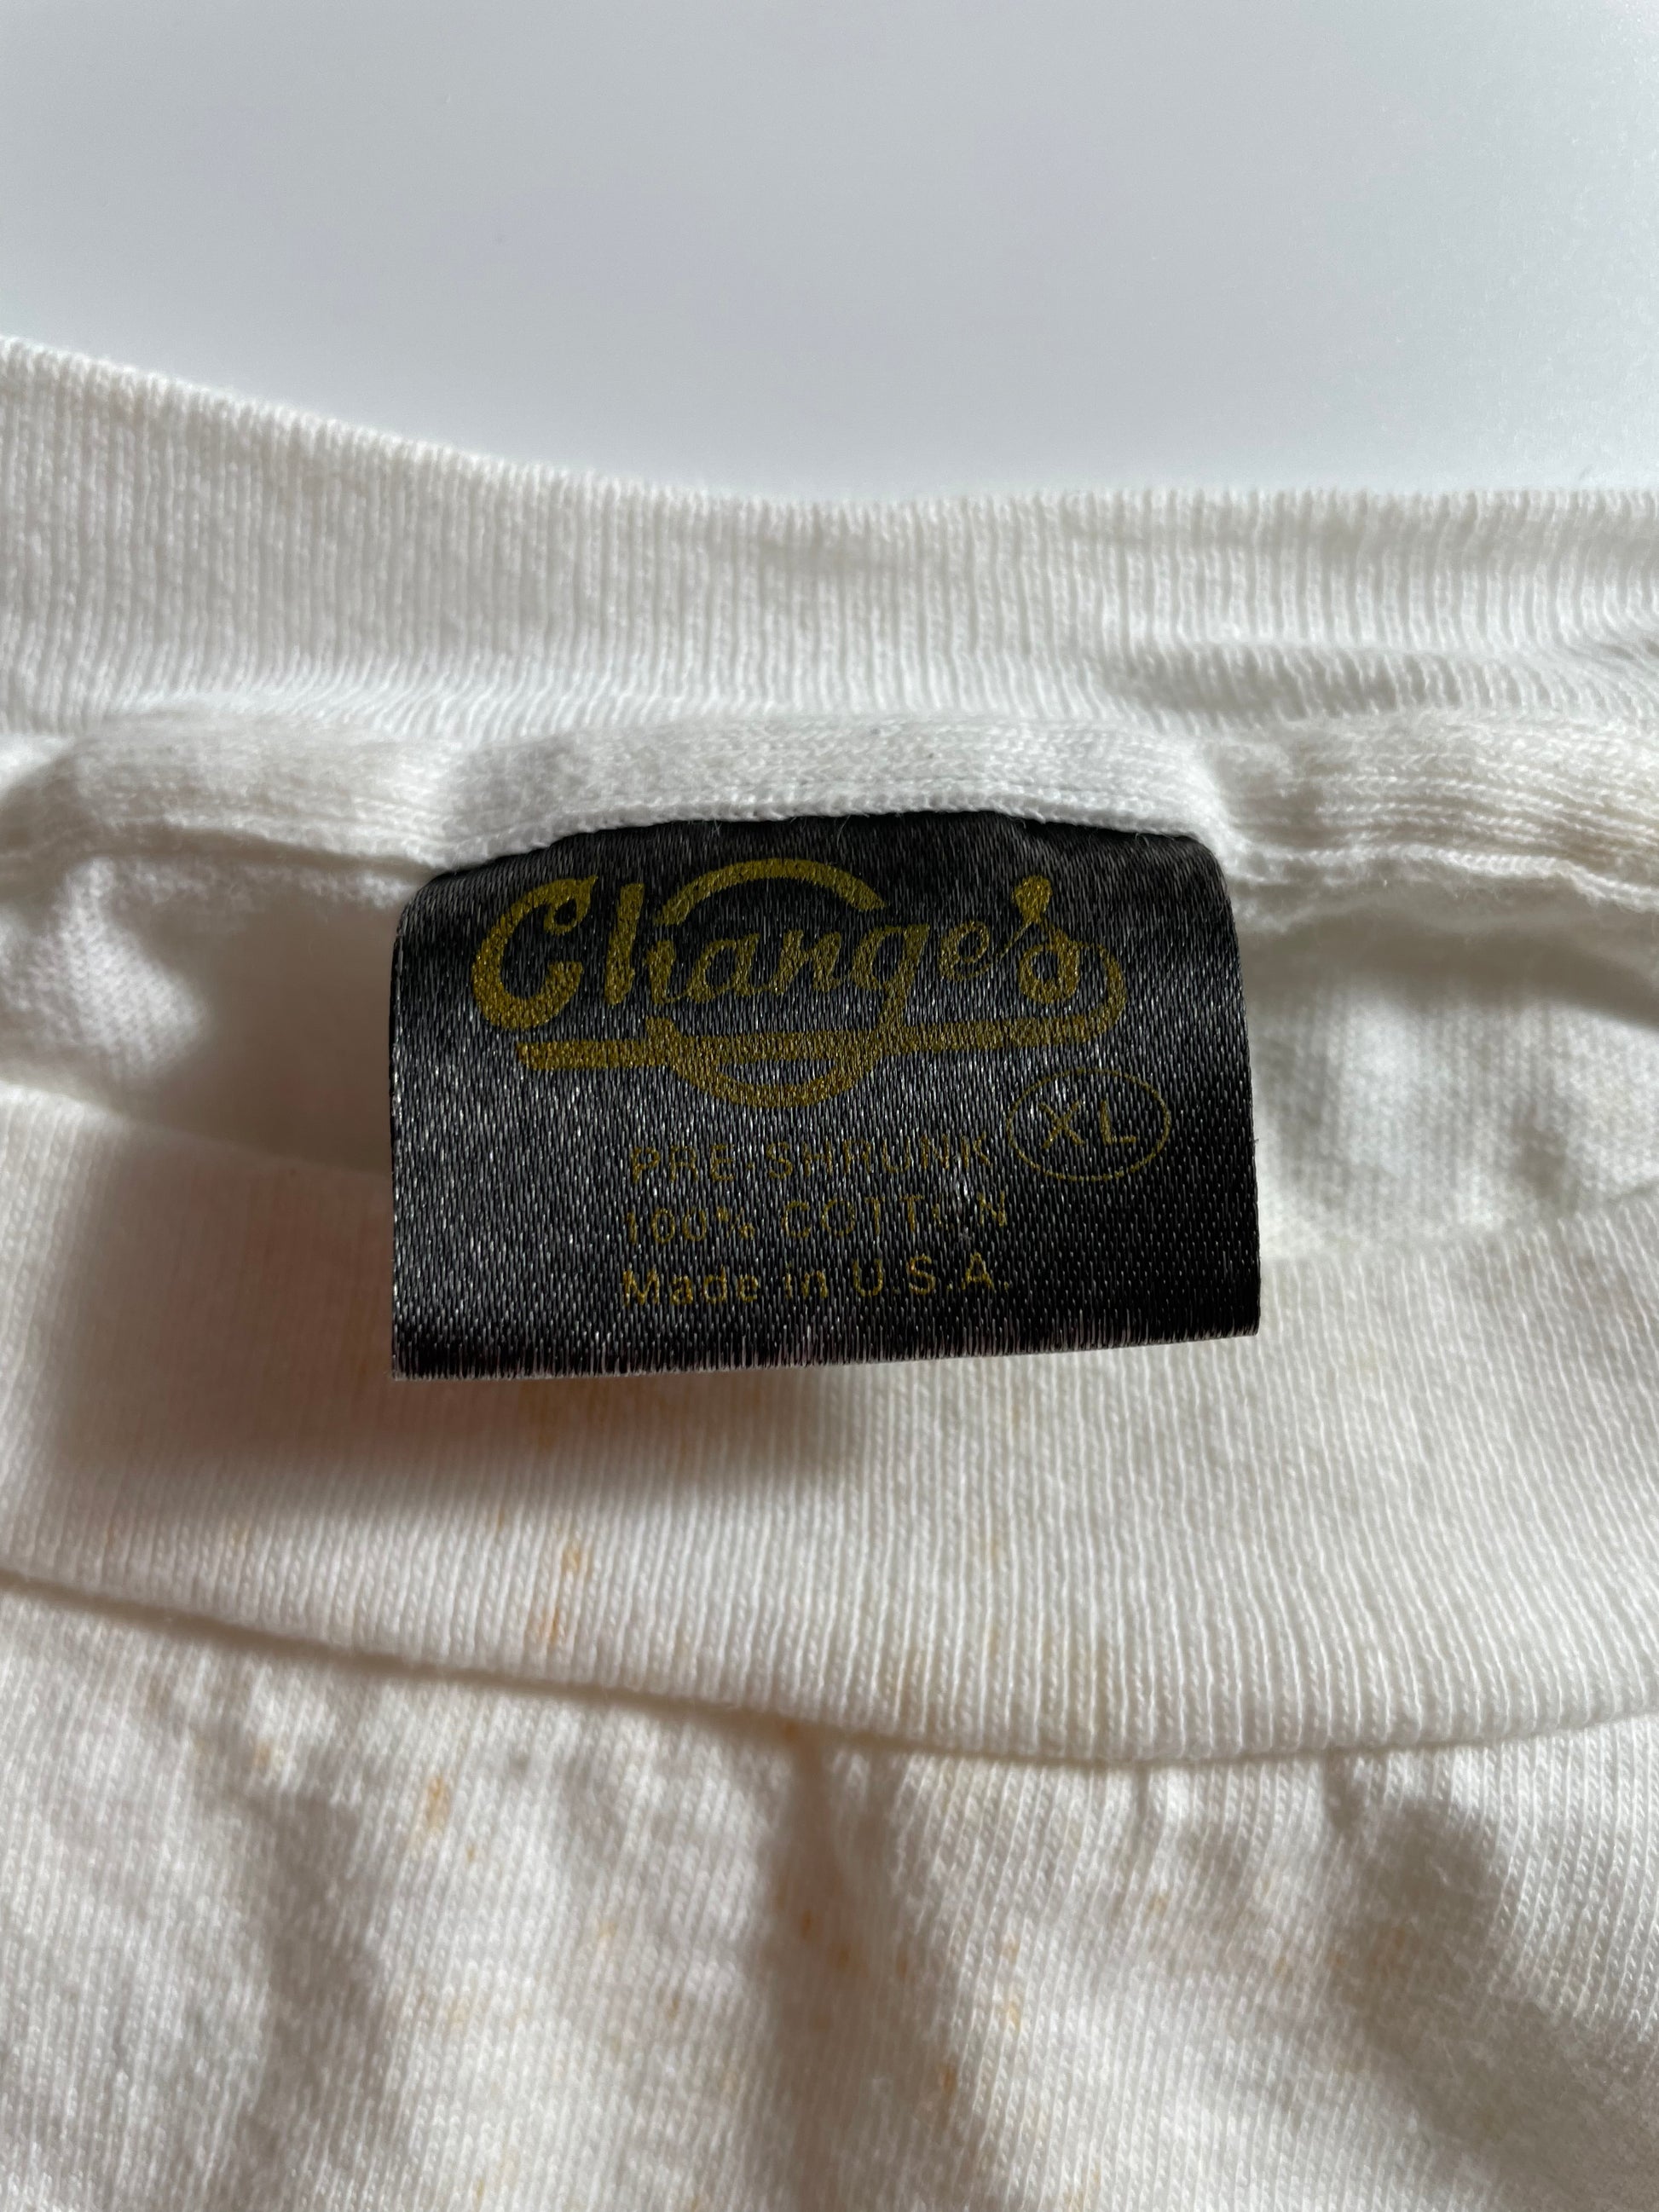 Change's
XL
PRE-SHRUNK
100% COTTON
Made in U.S.A.